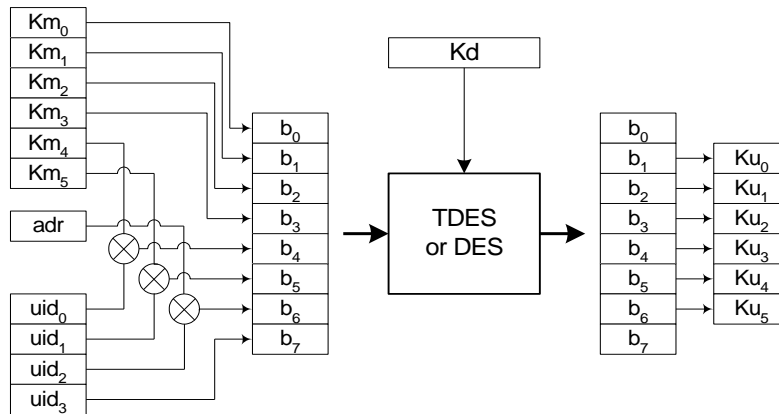 Km0
Km1
Km2
Km3
Km4
Km5
adr
uid0
uid1
uid2
uid3
b0
b1
b2
b3
b4
b5
b6
b7
Kd
TDES
or DES
b0
b1
b2
b3
b4
b5
b6
b7
Ku0
Ku1
Ku2
Ku3
Ku4
Ku5